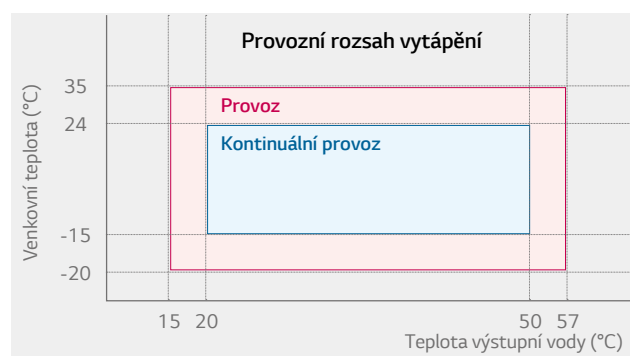 Provozní rozsah vytápění
Venkovní teplota (°C)
35
24
-15
-20
Provoz
Kontinuální provoz
15 20 50 57
Teplota výstupní vody (°C)